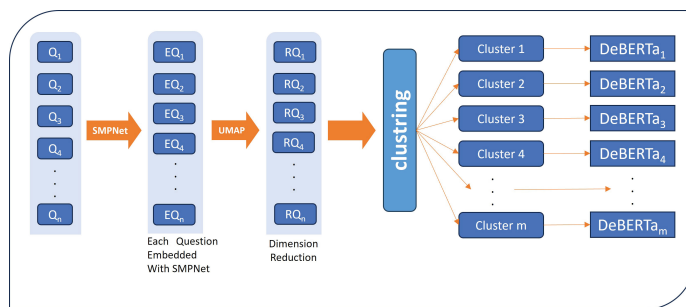 Q1
Q2
Q3
Q4
.
.
.
Qn
SMPNet
EQ1
EQ2
EQ3
EQ4
.
.
.
EQn
Each Question
Embedded
With SMPNet
UMAP
RQ1
RQ2
RQ3
RQ4
.
.
.
RQn
Dimension
Reduction
clustring
Cluster 1
Cluster 2
Cluster 3
Cluster 4
.
.
.
Cluster m
DeBERTa1
DeBERTa2
DeBERTa3
DeBERTa4
.
.
.
DeBERTam